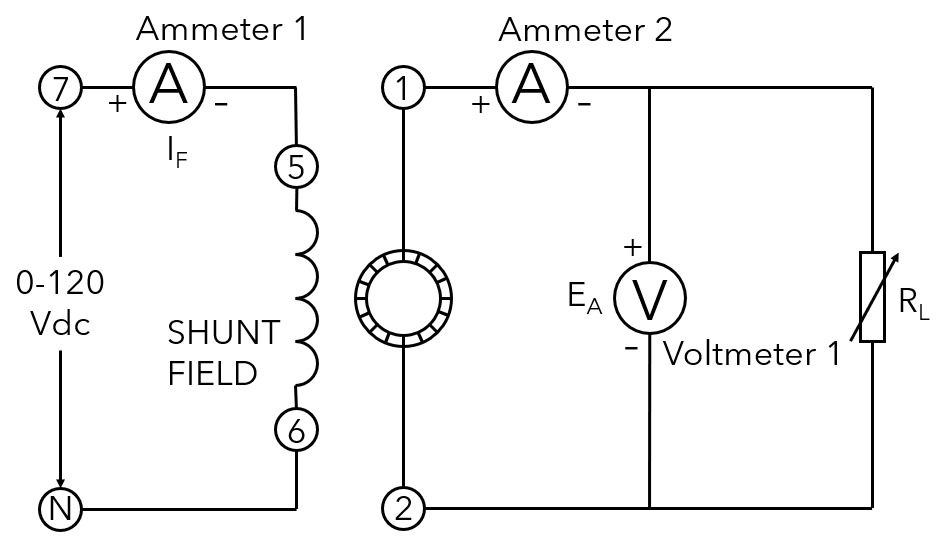 Ammeter 1
Ammeter 2
7
A
+
-
I_F
5
1
A
+
-
0-120
Vdc
SHUNT
FIELD
6
N
+
E_A
V
-
Voltmeter 1
R_L
2